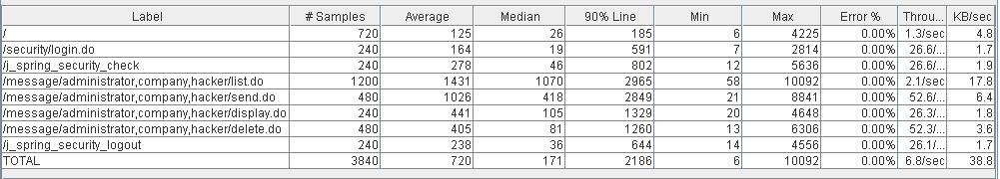 Label # Samples Average Median 90% Line Min Max Error % Throu... KB/sec
/ 720 125 26 185 6 4225 0.00% 1.3/sec 4.8
/security/login.do 240 164 19 591 7 2814 0.00% 26.6/... 1.7
/j_spring_security_check 240 278 46 802 12 5636 0.00% 26.6/... 1.9
/message/administrator,company,hacker/list.do 1200 1431 1070 2965 58 10092 0.00% 2.1/sec 17.8
/message/administrator,company,hacker/send.do 480 1026 418 2849 21 8841 0.00% 52.6/... 6.4
/message/administrator,company,hacker/display.do 240 441 105 1329 20 4648 0.00% 26.3/... 1.8
/message/administrator,company,hacker/delete.do 480 405 81 1260 13 6306 0.00% 52.3/... 3.6
/j_spring_security_logout 240 238 36 644 14 4556 0.00% 26.1/... 1.7
TOTAL 3840 720 171 2186 6 10092 0.00% 6.8/sec 38.8